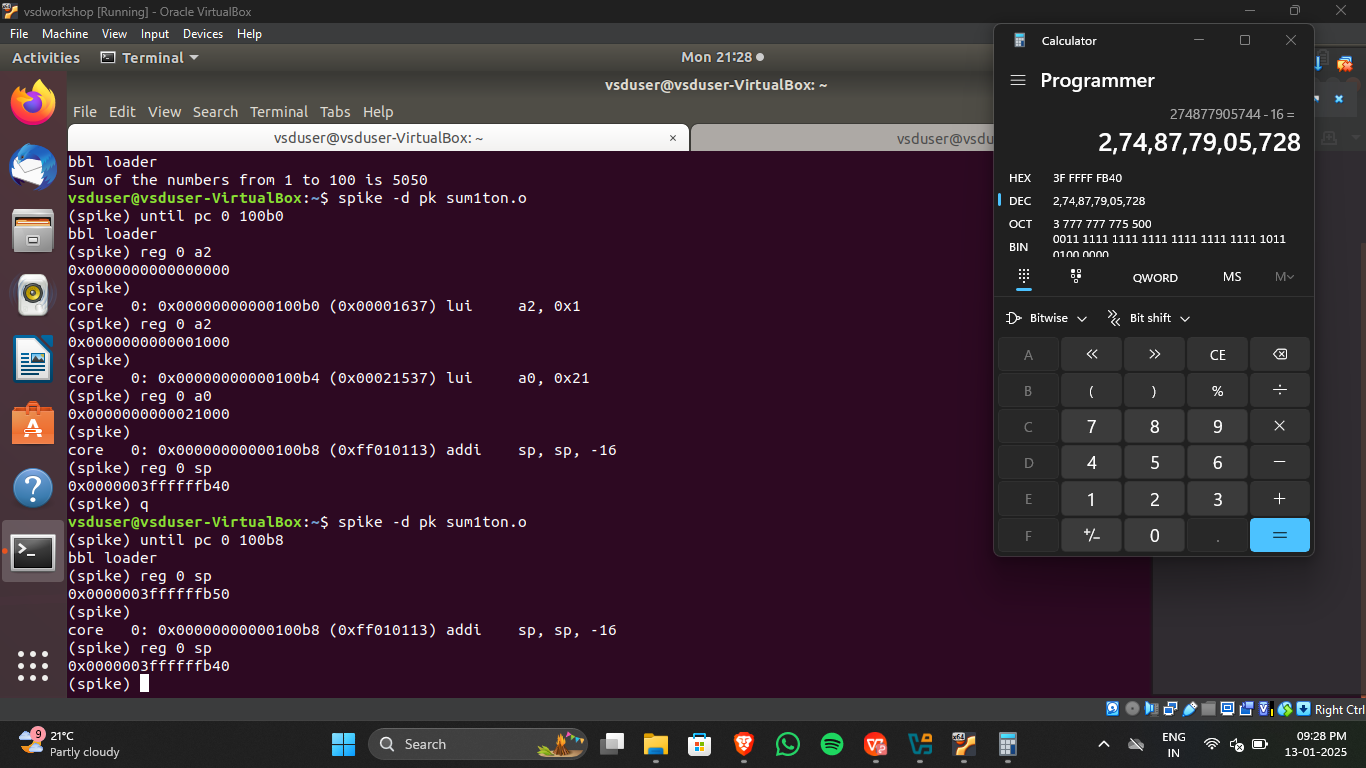 vsdworkshop [Running] - Oracle VirtualBox
File Machine View Input Devices Help
Activities Terminal Mon 21:28
vsduser@vsduser-VirtualBox: ~
File Edit View Search Terminal Tabs Help
vsduser@vsduser-VirtualBox: ~ × vsduser@vsdu
bbl loader
Sum of the numbers from 1 to 100 is 5050
vsduser@vsduser-VirtualBox:~$ spike -d pk sum1ton.o
(spike) until pc 0 100b0
bbl loader
(spike) reg 0 a2
0x0000000000000000
(spike)
core   0: 0x00000000000100b0 (0x00001637) lui     a2, 0x1
(spike) reg 0 a2
0x0000000000001000
(spike)
core   0: 0x00000000000100b4 (0x00021537) lui     a0, 0x21
(spike) reg 0 a0
0x0000000000021000
(spike)
core   0: 0x00000000000100b8 (0xff010113) addi    sp, sp, -16
(spike) reg 0 sp
0x0000003ffffffb40
(spike) q
vsduser@vsduser-VirtualBox:~$ spike -d pk sum1ton.o
(spike) until pc 0 100b8
bbl loader
(spike) reg 0 sp
0x0000003ffffffb50
(spike)
core   0: 0x00000000000100b8 (0xff010113) addi    sp, sp, -16
(spike) reg 0 sp
0x0000003ffffffb40
(spike)
Calculator
Programmer
274877905744 - 16 =
2,74,87,79,05,728
HEX 3F FFFF FB40
DEC 2,74,87,79,05,728
OCT 3 777 777 775 500
BIN 0011 1111 1111 1111 1111 1111 1111 1011
0100 0000
QWORD MS M
Bitwise Bit shift
A « » CE
B ( ) % ÷
C 7 8 9 ×
D 4 5 6 −
E 1 2 3 +
F +/− 0 . =
Right Ctrl
9
21°C
Partly cloudy
Search
x64
ENG
IN
09:28 PM
13-01-2025